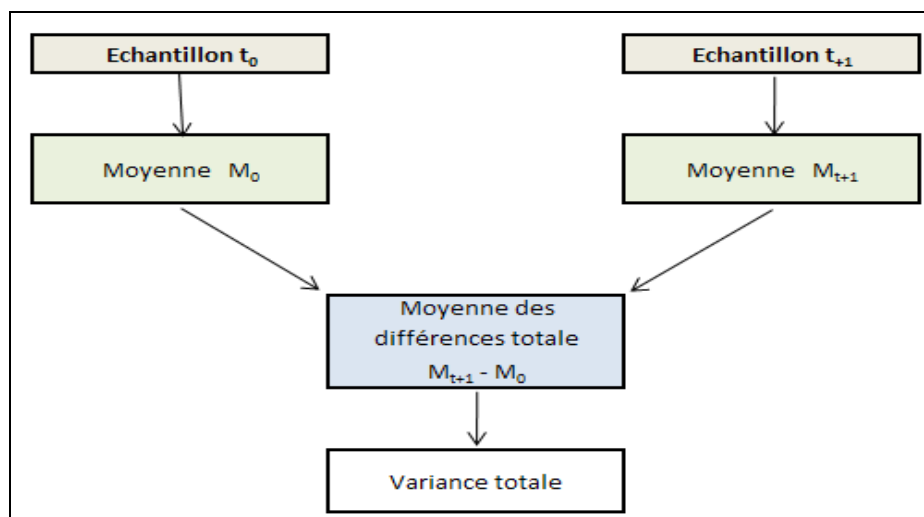 Echantillon t₀
Echantillon t₊₁
Moyenne M₀
Moyenne Mₜ₊₁
Moyenne des
différences totale
Mₜ₊₁ - M₀
Variance totale